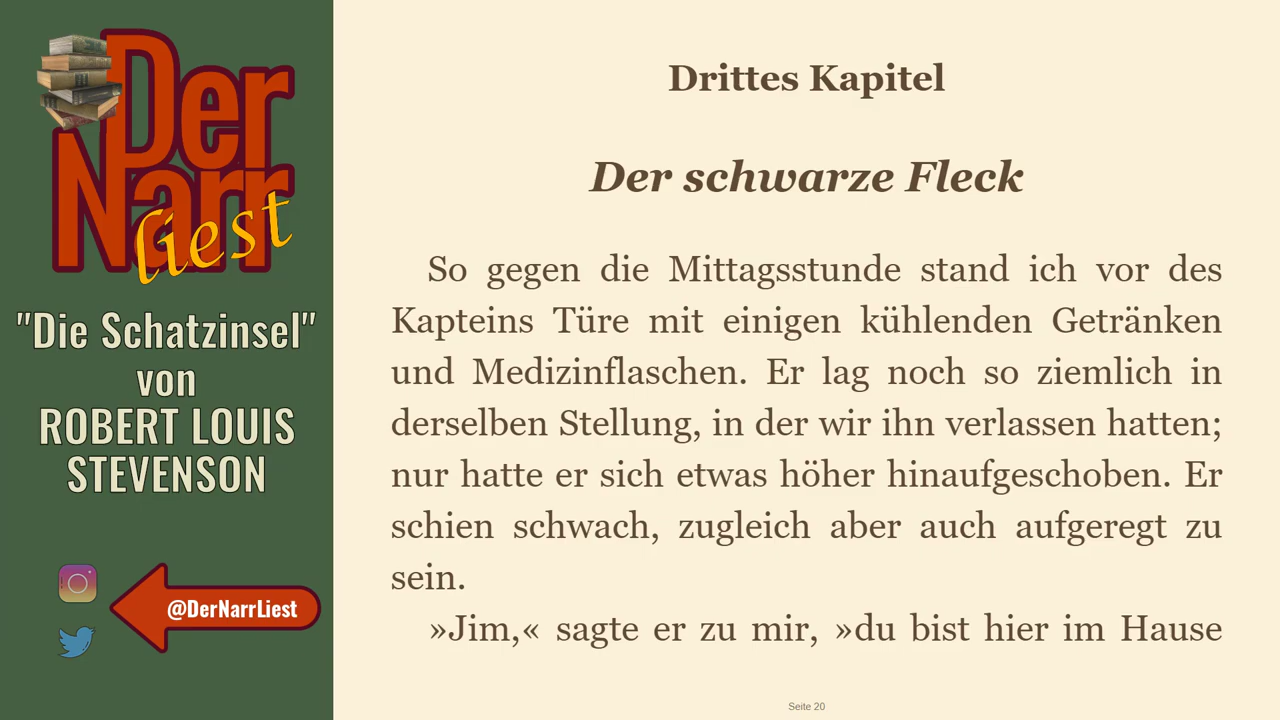 Der
Narr
liest
"Die Schatzinsel"
von
ROBERT LOUIS
STEVENSON
@DerNarrLiest
Drittes Kapitel
Der schwarze Fleck
So gegen die Mittagsstunde stand ich vor des
Kapteins Türe mit einigen kühlenden Getränken
und Medizinflaschen. Er lag noch so ziemlich in
derselben Stellung, in der wir ihn verlassen hatten;
nur hatte er sich etwas höher hinaufgeschoben. Er
schien schwach, zugleich aber auch aufgeregt zu
sein.
»Jim,« sagte er zu mir, »du bist hier im Hause
Seite 20